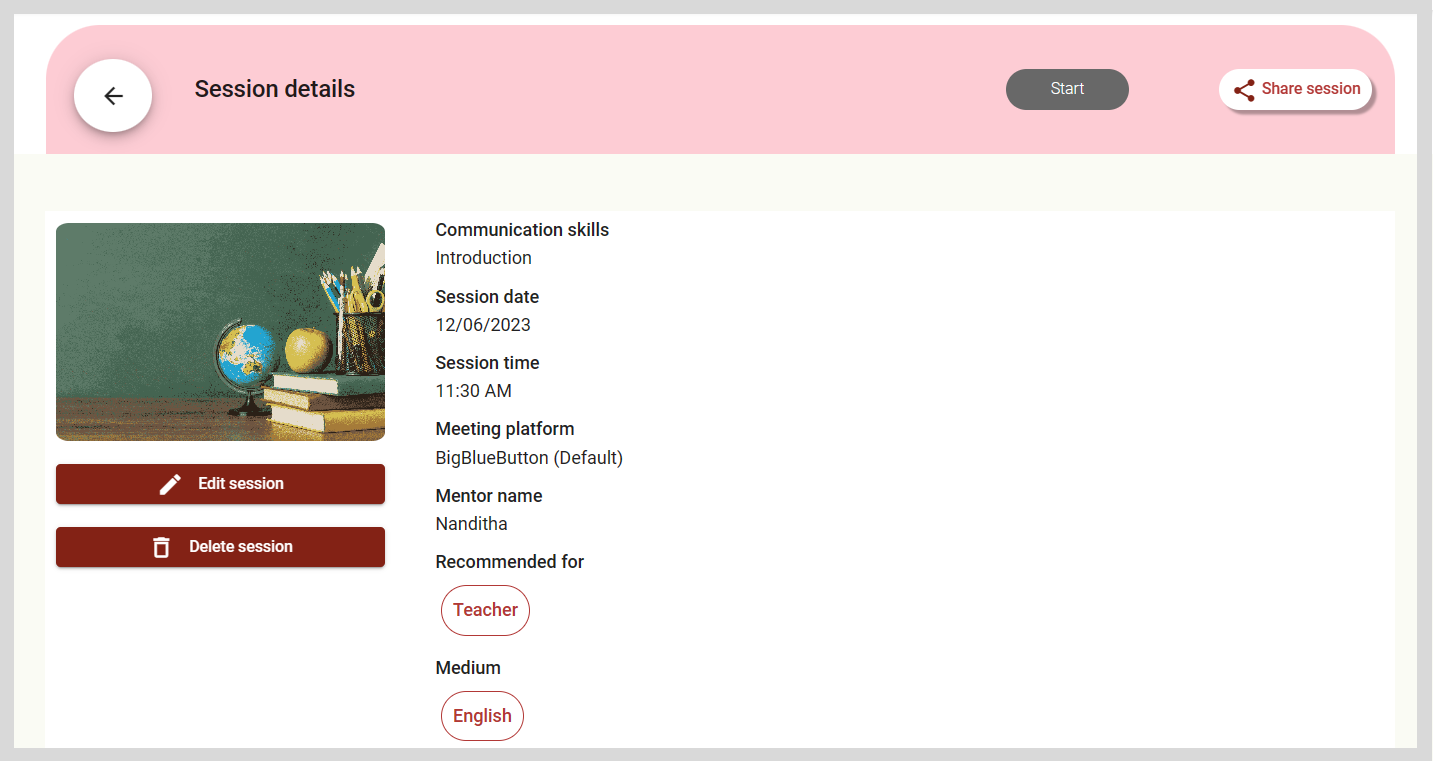 Session details
Start
Share session
Communication skills
Introduction
Session date
12/06/2023
Session time
11:30 AM
Meeting platform
BigBlueButton (Default)
Mentor name
Nanditha
Recommended for
Teacher
Medium
English
Edit session
Delete session